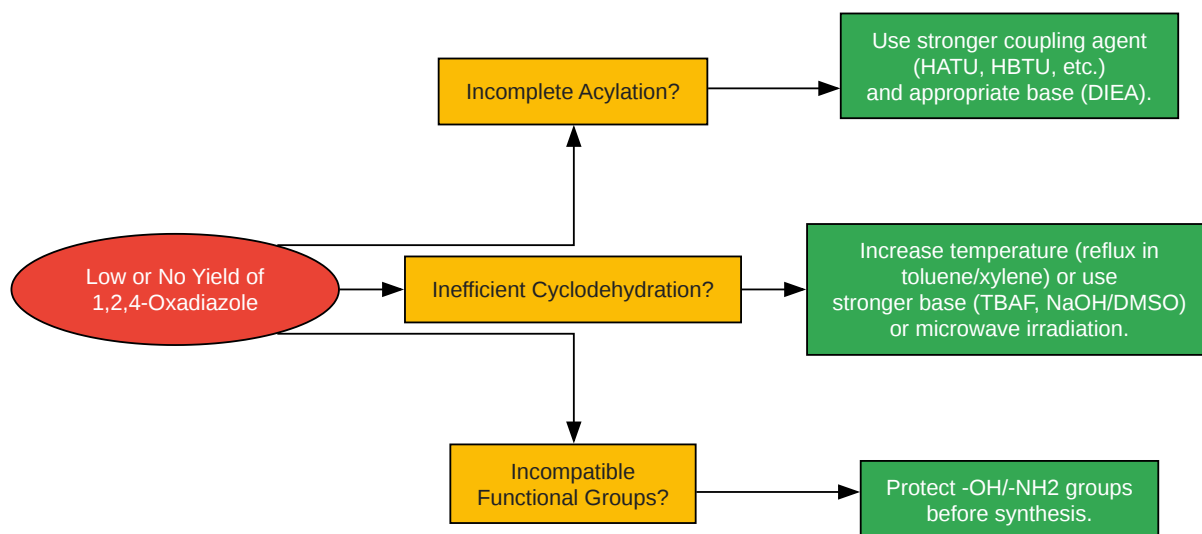 Use stronger coupling agent
(HATU, HBTU, etc.)
and appropriate base (DIEA).
Incomplete Acylation?
Low or No Yield of
1,2,4-Oxadiazole
Inefficient Cyclodehydration?
Increase temperature (reflux in
toluene/xylene) or use
stronger base (TBAF, NaOH/DMSO)
or microwave irradiation.
Incompatible
Functional Groups?
Protect -OH/-NH2 groups
before synthesis.